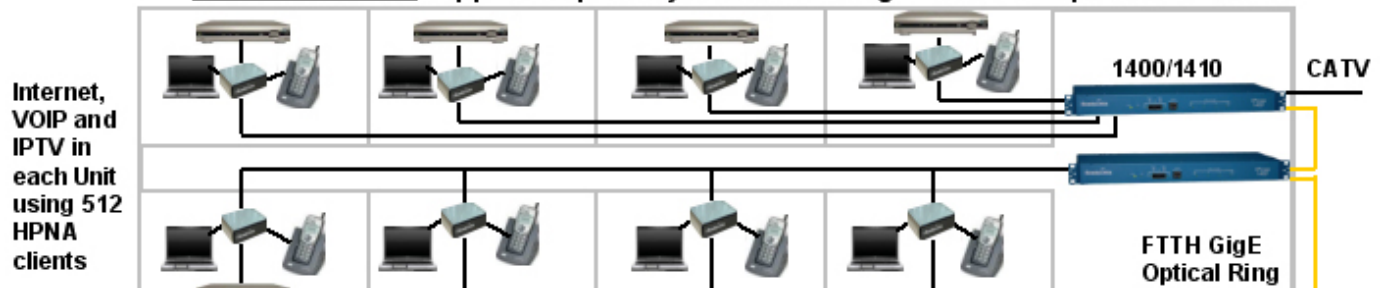 Internet,
VOIP and
IPTV in
each Unit
using 512
HPNA
clients
1400/1410
CATV
FTTH GigE
Optical Ring